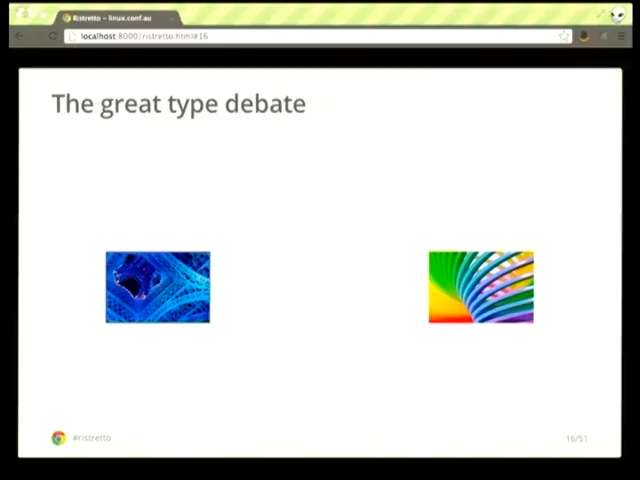 Ristretto – linux.conf.au
localhost:8000/ristretto.html#16
The great type debate
#ristretto
16/51